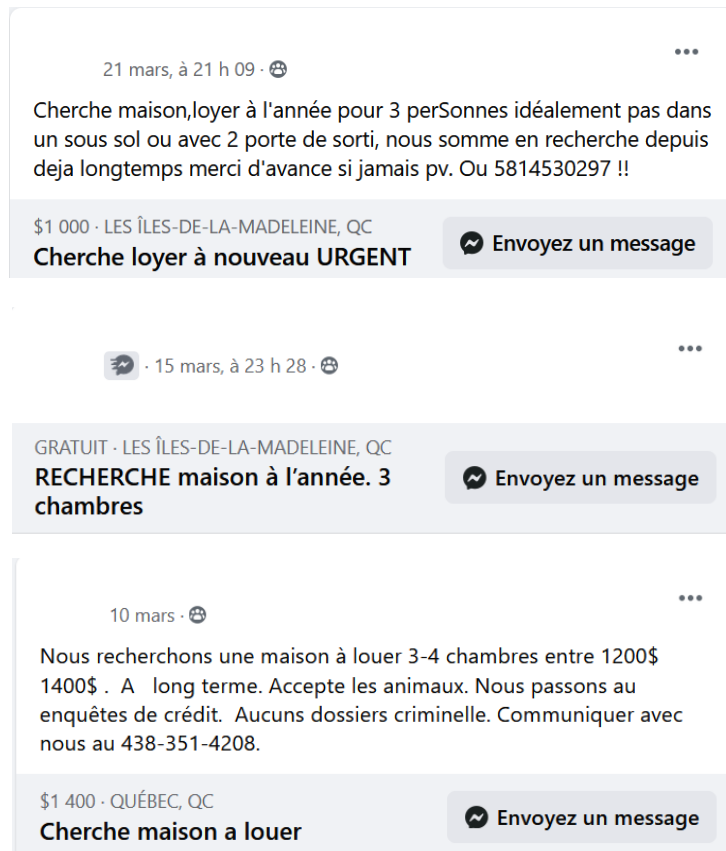 21 mars, à 21 h 09 ·
Cherche maison,loyer à l'année pour 3 perSonnes idéalement pas dans
un sous sol ou avec 2 porte de sorti, nous somme en recherche depuis
deja longtemps merci d'avance si jamais pv. Ou 5814530297 !!
$1 000 · LES ÎLES-DE-LA-MADELEINE, QC
Cherche loyer à nouveau URGENT
Envoyez un message
· 15 mars, à 23 h 28 ·
GRATUIT · LES ÎLES-DE-LA-MADELEINE, QC
RECHERCHE maison à l’année. 3
chambres
Envoyez un message
10 mars ·
Nous recherchons une maison à louer 3-4 chambres entre 1200$
1400$ . A long terme. Accepte les animaux. Nous passons au
enquêtes de crédit. Aucuns dossiers criminelle. Communiquer avec
nous au 438-351-4208.
$1 400 · QUÉBEC, QC
Cherche maison a louer
Envoyez un message